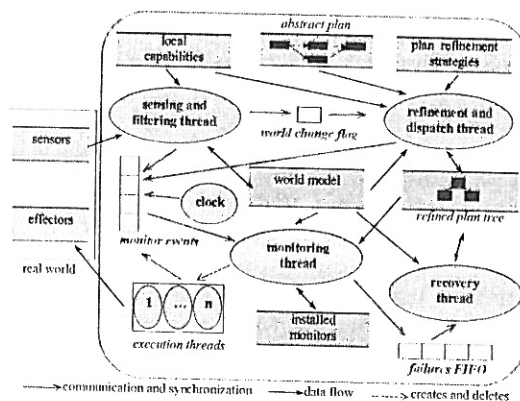 abstract plan
local
capabilities
plan refinement
strategies
sensing and
filtering thread
world change flag
refinement and
dispatch thread
sensors
clock
world model
refined plan tree
effectors
monitor events
monitoring
thread
real world
recovery
thread
1 ... n
installed
monitors
execution threads
failures FIFO
communication and synchronization
data flow
creates and deletes